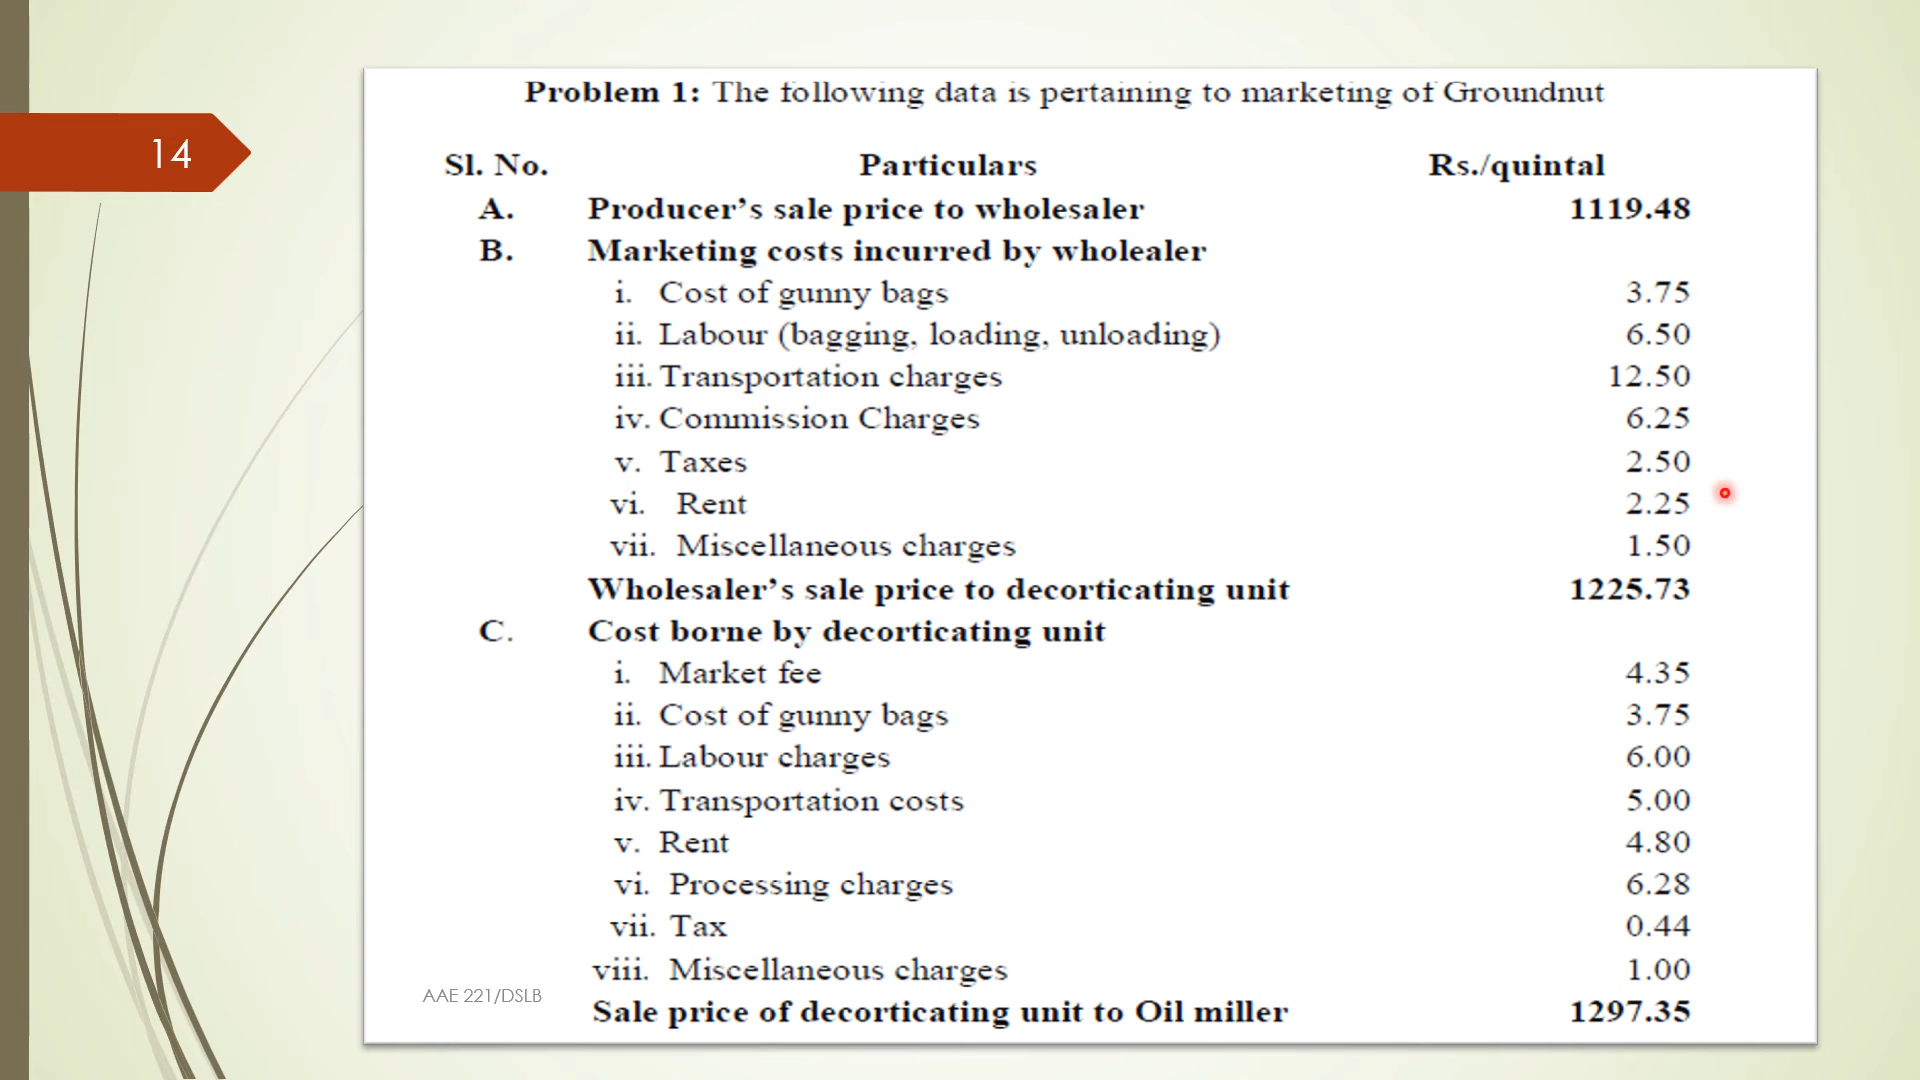 14
Problem 1: The following data is pertaining to marketing of Groundnut
Sl. No. Particulars Rs./quintal
A. Producer’s sale price to wholesaler 1119.48
B. Marketing costs incurred by wholealer
i. Cost of gunny bags 3.75
ii. Labour (bagging, loading, unloading) 6.50
iii. Transportation charges 12.50
iv. Commission Charges 6.25
v. Taxes 2.50
vi. Rent 2.25
vii. Miscellaneous charges 1.50
Wholesaler’s sale price to decorticating unit 1225.73
C. Cost borne by decorticating unit
i. Market fee 4.35
ii. Cost of gunny bags 3.75
iii. Labour charges 6.00
iv. Transportation costs 5.00
v. Rent 4.80
vi. Processing charges 6.28
vii. Tax 0.44
viii. Miscellaneous charges 1.00
AAE 221/DSLB
Sale price of decorticating unit to Oil miller 1297.35